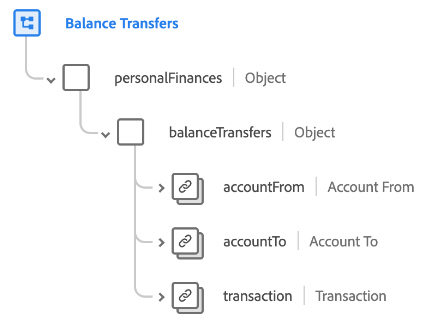 Balance Transfers
personalFinances | Object
balanceTransfers | Object
accountFrom | Account From
accountTo | Account To
transaction | Transaction